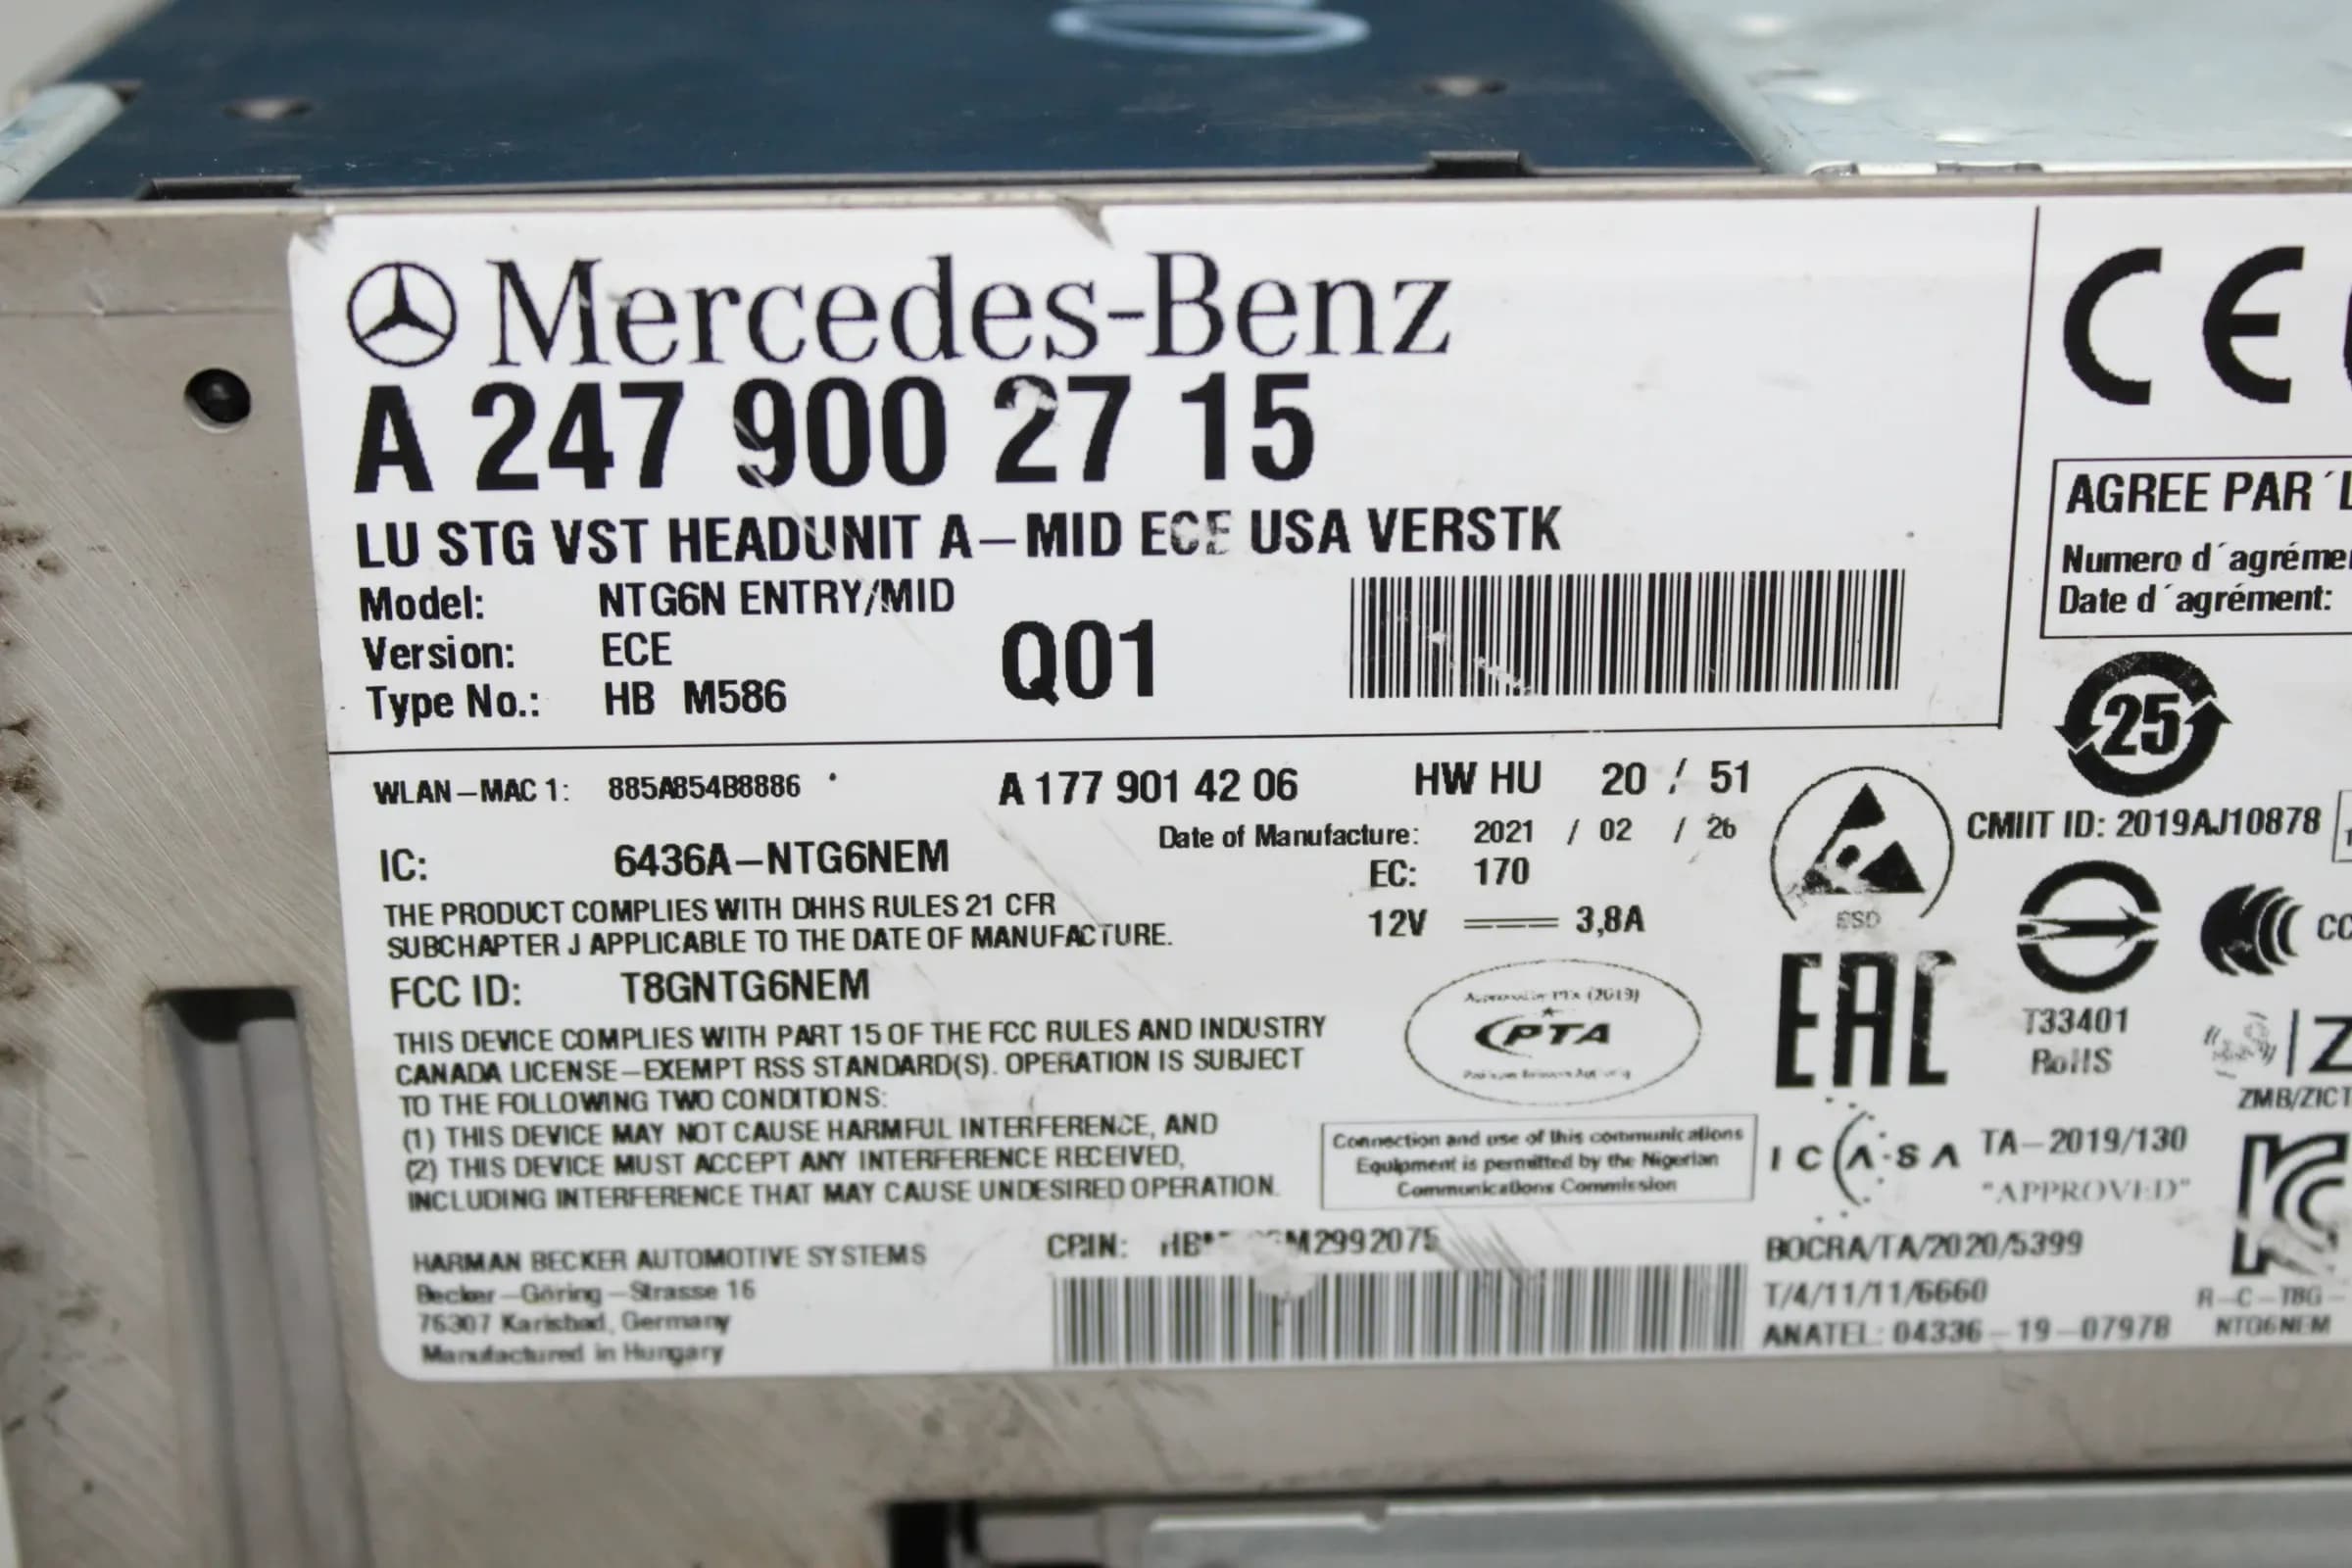 Mercedes-Benz
A 247 900 27 15
LU STG VST HEADUNIT A–MID ECE USA VERSTK
Model: NTG6N ENTRY/MID
Version: ECE
Type No.: HB M586
Q01
WLAN–MAC 1: 885A854B8886
A 177 901 42 06
HW HU 20 / 51
Date of Manufacture: 2021 / 02 / 26
EC: 170
12V 3,8A
IC: 6436A–NTG6NEM
THE PRODUCT COMPLIES WITH DHHS RULES 21 CFR
SUBCHAPTER J APPLICABLE TO THE DATE OF MANUFACTURE.
FCC ID: T8GNTG6NEM
THIS DEVICE COMPLIES WITH PART 15 OF THE FCC RULES AND INDUSTRY
CANADA LICENSE–EXEMPT RSS STANDARD(S). OPERATION IS SUBJECT
TO THE FOLLOWING TWO CONDITIONS:
(1) THIS DEVICE MAY NOT CAUSE HARMFUL INTERFERENCE, AND
(2) THIS DEVICE MUST ACCEPT ANY INTERFERENCE RECEIVED,
INCLUDING INTERFERENCE THAT MAY CAUSE UNDESIRED OPERATION.
HARMAN BECKER AUTOMOTIVE SYSTEMS
Becker–Göring–Strasse 16
76307 Karlsbad, Germany
Manufactured in Hungary
(2019)
PTA
Connection and use of this communications
Equipment is permitted by the Nigerian
Communications Commission
CPIN:
CE
AGREE PAR ´L
Numero d´agréme
Date d´agrément:
25
CMIIT ID: 2019AJ10878
ESD
EAC
CC
T33401
RoHS
Z
ZMB/ZICT
ICASA TA–2019/130
"APPROVED"
BOCRA/TA/2020/5399
T/4/11/11/6660
ANATEL: 04336–19–07978
R–C–T8G–
NTG6NEM